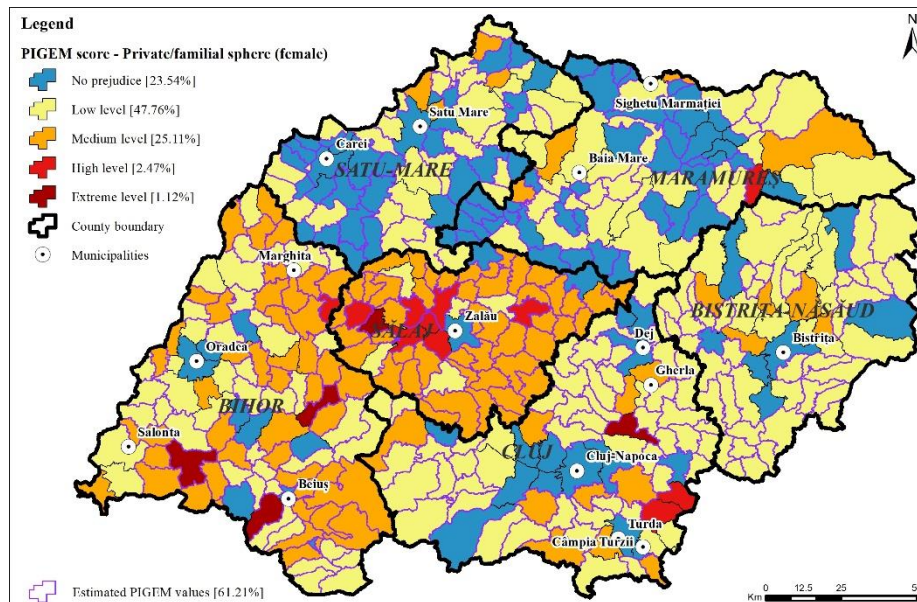 Legend
N
PIGEM score - Private/familial sphere (female)
No prejudice [23.54%]
Low level [47.76%]
Medium level [25.11%]
High level [2.47%]
Extreme level [1.12%]
County boundary
Municipalities
Sighetu Marmației
Satu Mare
Carei
SATU-MARE
Baia Mare
MARAMUREȘ
Marghita
BISTRIȚA-NĂSĂUD
SĂLAJ
Zalău
Dej
Bistrița
Oradea
Gherla
BIHOR
Salonta
CLUJ
Cluj-Napoca
Beiuș
Turda
Câmpia Turzii
Estimated PIGEM values [61.21%]
0 12.5 25
Km